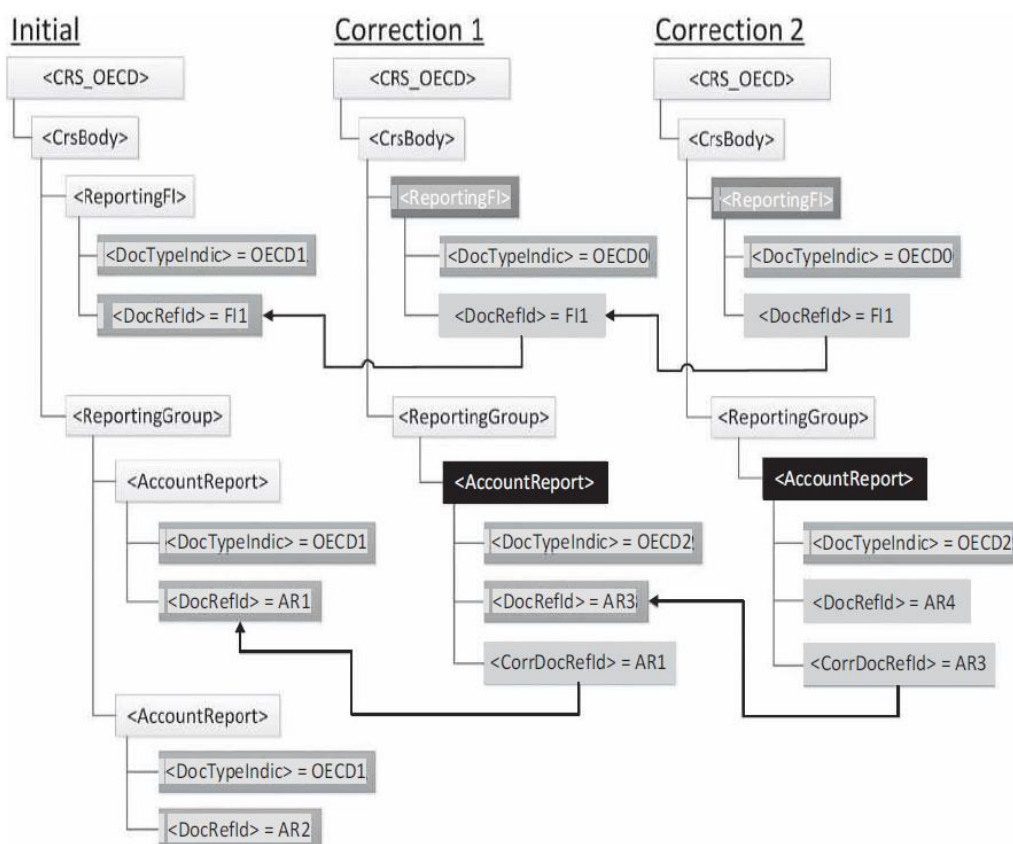 Initial
<CRS_OECD>
<CrsBody>
<ReportingFI>
<DocTypeIndic> = OECD1
<DocRefId> = FI1
<ReportingGroup>
<AccountReport>
<DocTypeIndic> = OECD1
<DocRefId> = AR1
<AccountReport>
<DocTypeIndic> = OECD1
<DocRefId> = AR2
Correction 1
<CRS_OECD>
<CrsBody>
<ReportingFI>
<DocTypeIndic> = OECD0
<DocRefId> = FI1
<ReportingGroup>
<AccountReport>
<DocTypeIndic> = OECD2
<DocRefId> = AR3
<CorrDocRefId> = AR1
Correction 2
<CRS_OECD>
<CrsBody>
<ReportingFI>
<DocTypeIndic> = OECD0
<DocRefId> = FI1
<ReportingGroup>
<AccountReport>
<DocTypeIndic> = OECD2
<DocRefId> = AR4
<CorrDocRefId> = AR3